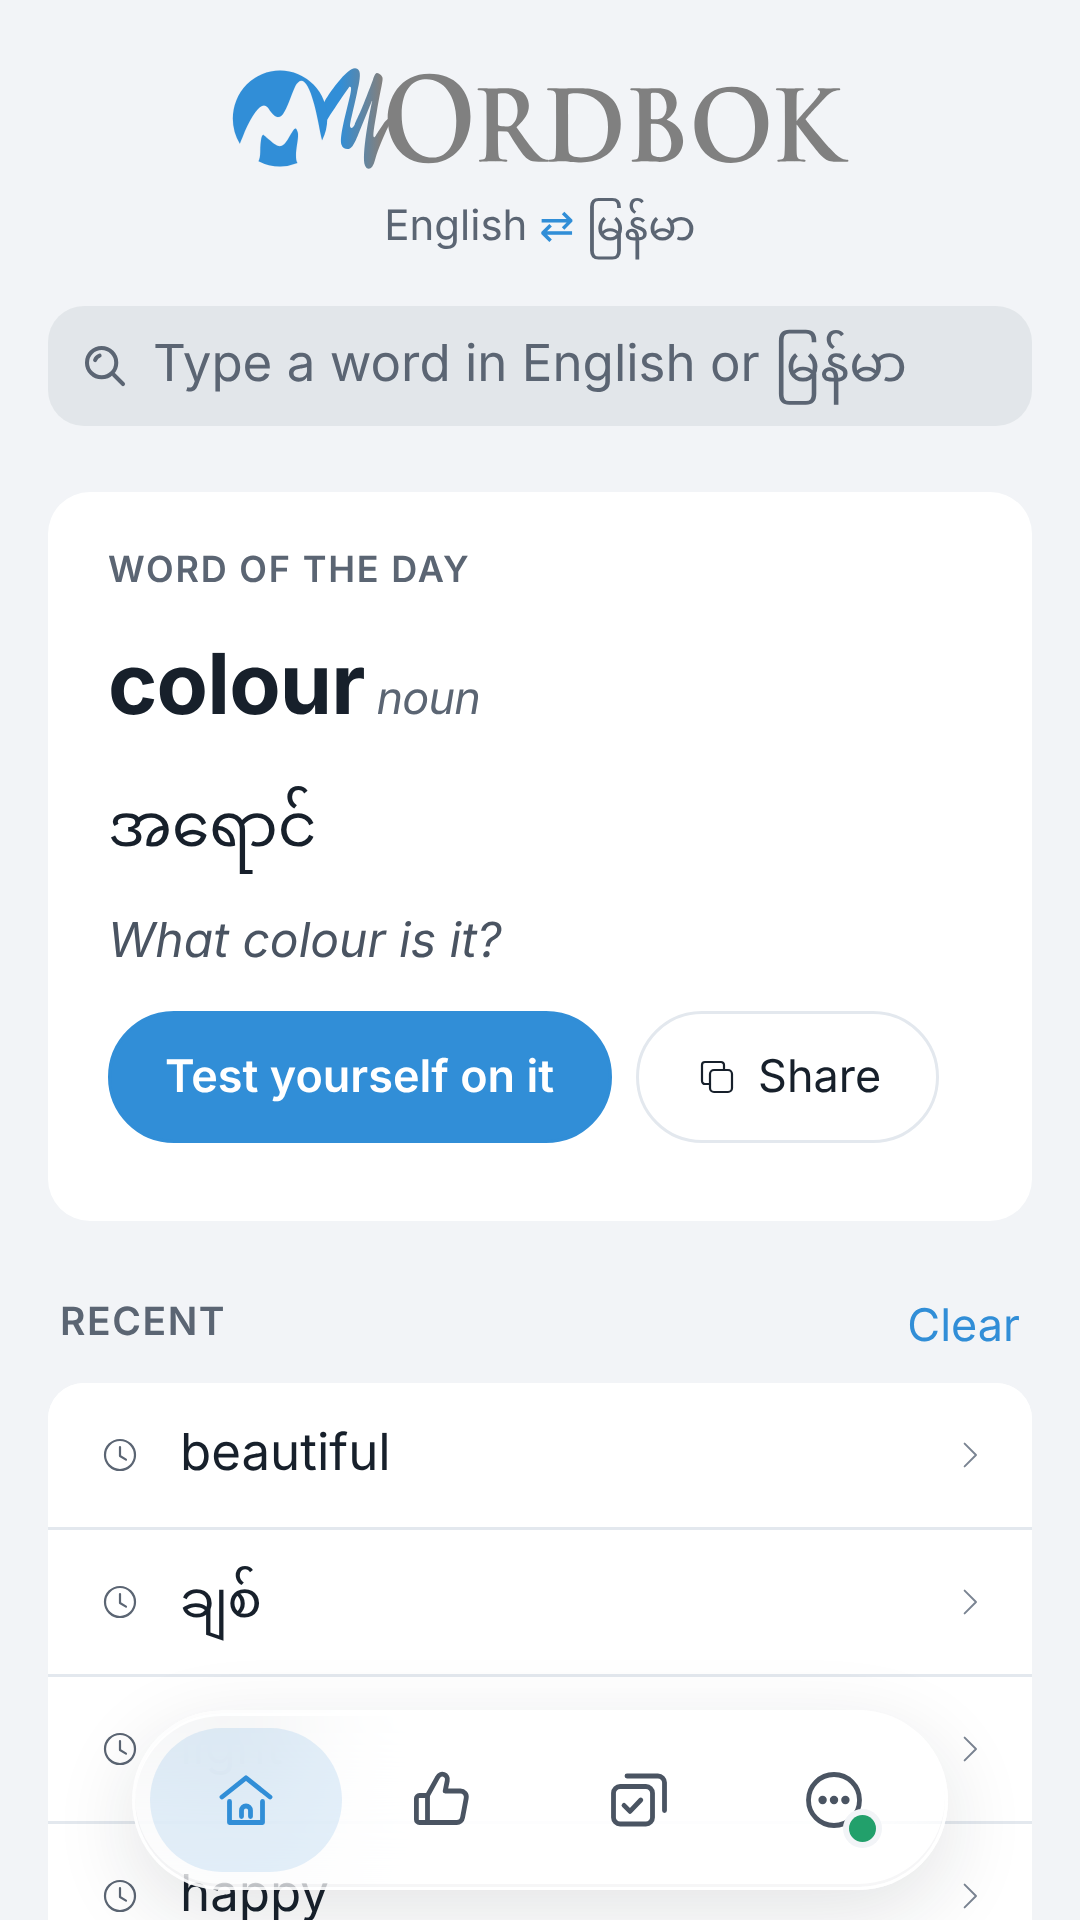 MYORDBOK
English ⇄ မြန်မာ
Type a word in English or မြန်မာ
WORD OF THE DAY
colour noun
အရောင်
What colour is it?
Test yourself on it
Share
RECENT
Clear
beautiful
ချစ်
happy